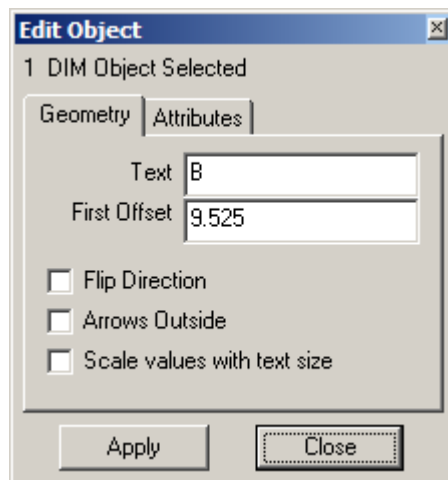 Edit Object
1 DIM Object Selected
Geometry Attributes
Text B
First Offset 9.525
Flip Direction
Arrows Outside
Scale values with text size
Apply Close